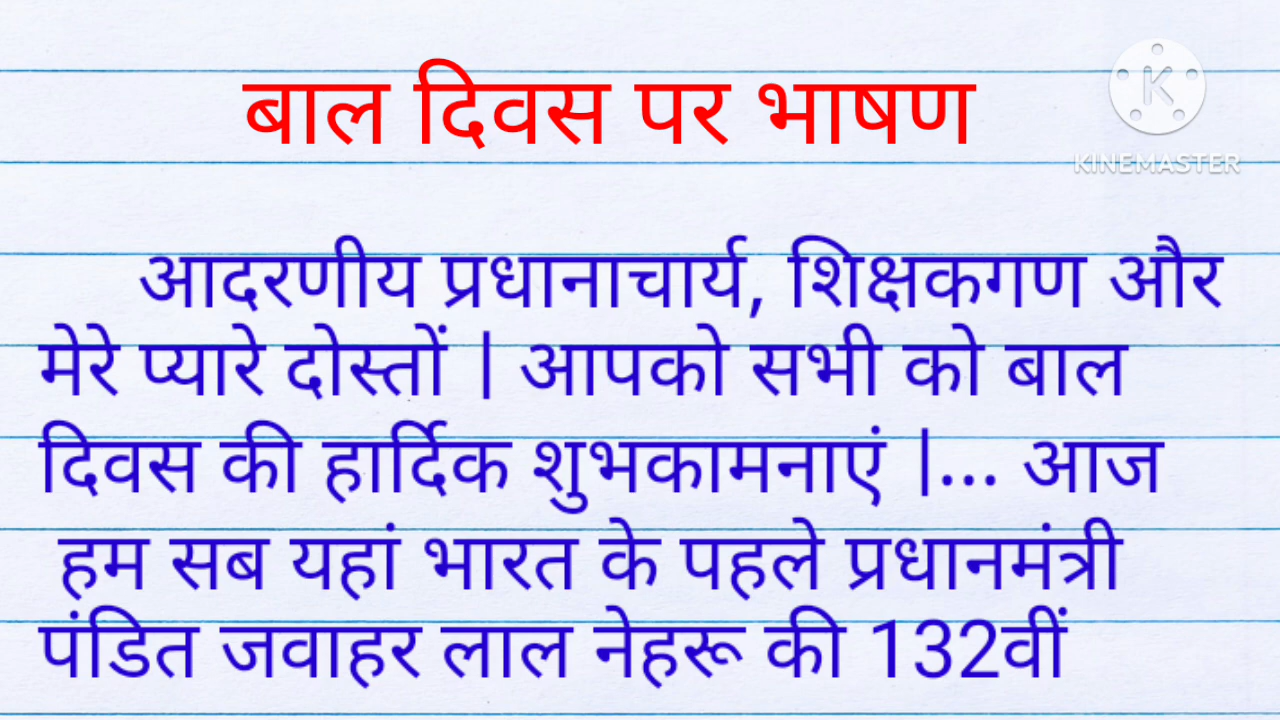 बाल दिवस पर भाषण
K
KINEMASTER
आदरणीय प्रधानाचार्य, शिक्षकगण और
मेरे प्यारे दोस्तों | आपको सभी को बाल
दिवस की हार्दिक शुभकामनाएं |... आज
हम सब यहां भारत के पहले प्रधानमंत्री
पंडित जवाहर लाल नेहरू की 132वीं